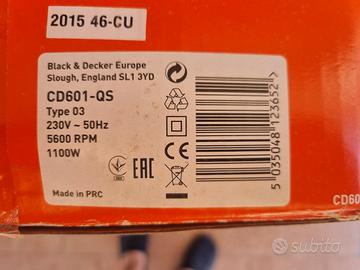 2015 46-CU
Black & Decker Europe
Slough, England SL1 3YD
CD601-QS
Type 03
230V ~ 50Hz
5600 RPM
1100W
EAC
Made in PRC
5 035048 123652 >
CD60
subito